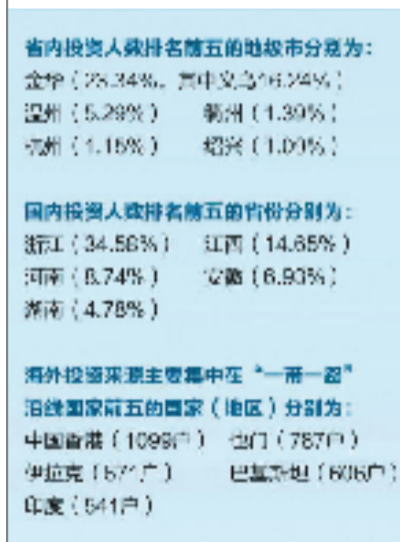 省内投资人数排名前五的地级市分别为：
金华（23.34%，其中义乌16.24%）
温州（5.29%） 衢州（1.39%）
杭州（1.15%） 绍兴（1.09%）
国内投资人数排名前五的省份分别为：
浙江（34.58%） 江西（14.65%）
河南（8.74%） 安徽（6.93%）
湖南（4.78%）
海外投资来源主要集中在“一带一路”
沿线国家前五的国家（地区）分别为：
中国香港（1099户） 也门（787户）
伊拉克（671户） 巴基斯坦（606户）
印度（541户）